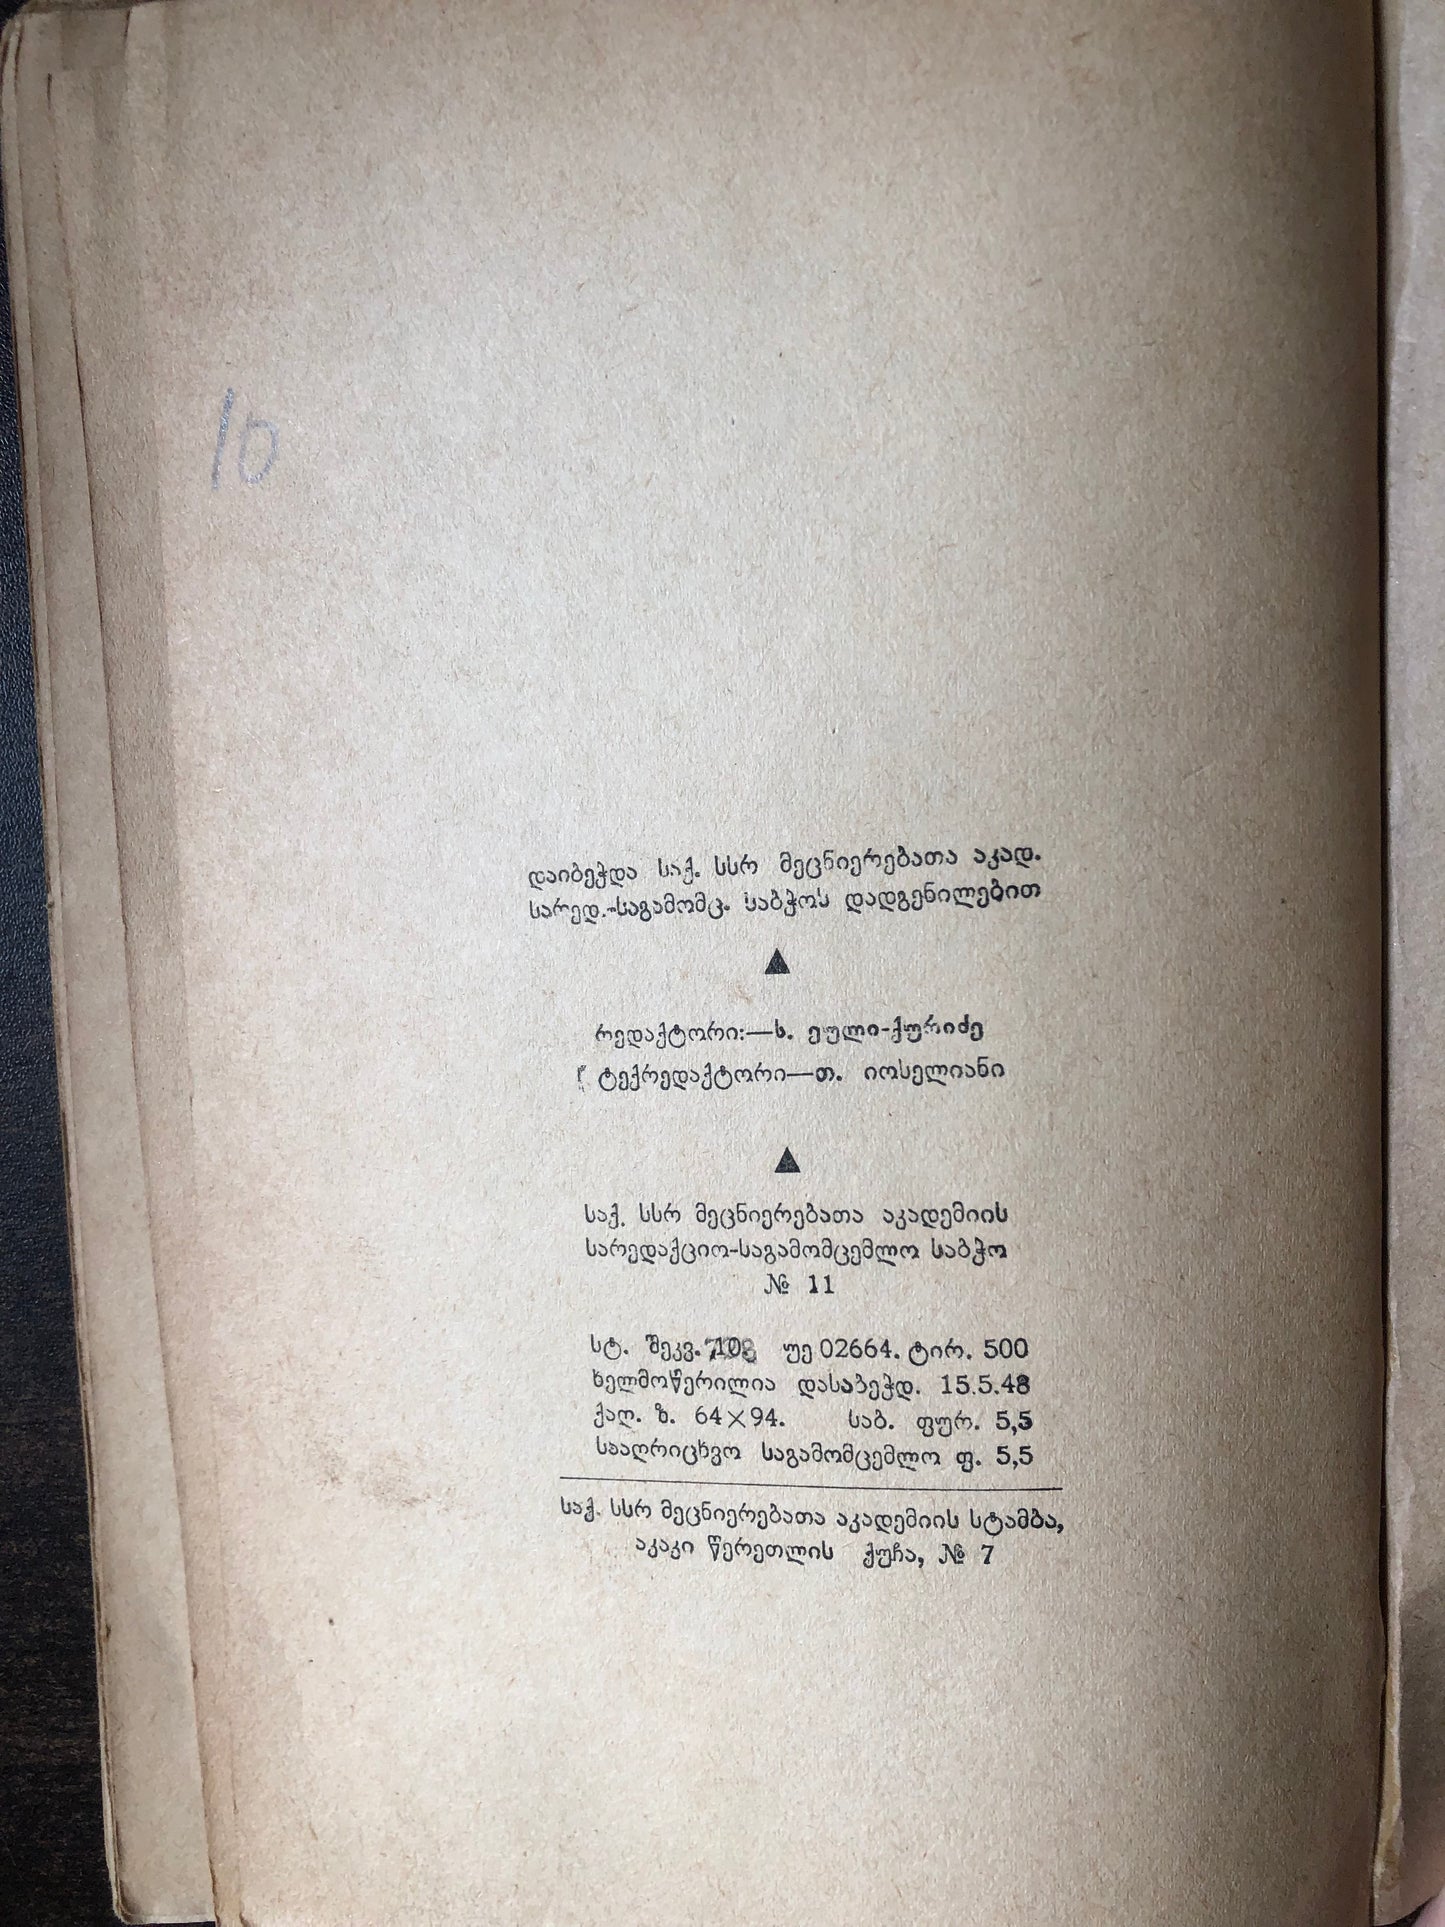 10
დაიბეჭდა საქ. სსრ მეცნიერებათა აკად.
სარედ.-საგამომც. საბჭოს დადგენილებით
რედაქტორი:—ს. ეული-ქურიძე
ტექრედაქტორი—თ. იოსელიანი
საქ. სსრ მეცნიერებათა აკადემიის
სარედაქციო-საგამომცემლო საბჭო
№ 11
სტ. შეკვ. უე 02664. ტირ. 500
ხელმოწერილია დასაბეჭდ. 15.5.48
ქაღ. ზ. 64×94. საბ. ფურ. 5,5
სააღრიცხვო საგამომცემლო ფ. 5,5
საქ. სსრ მეცნიერებათა აკადემიის სტამბა,
აკაკი წერეთლის ქუჩა, № 7